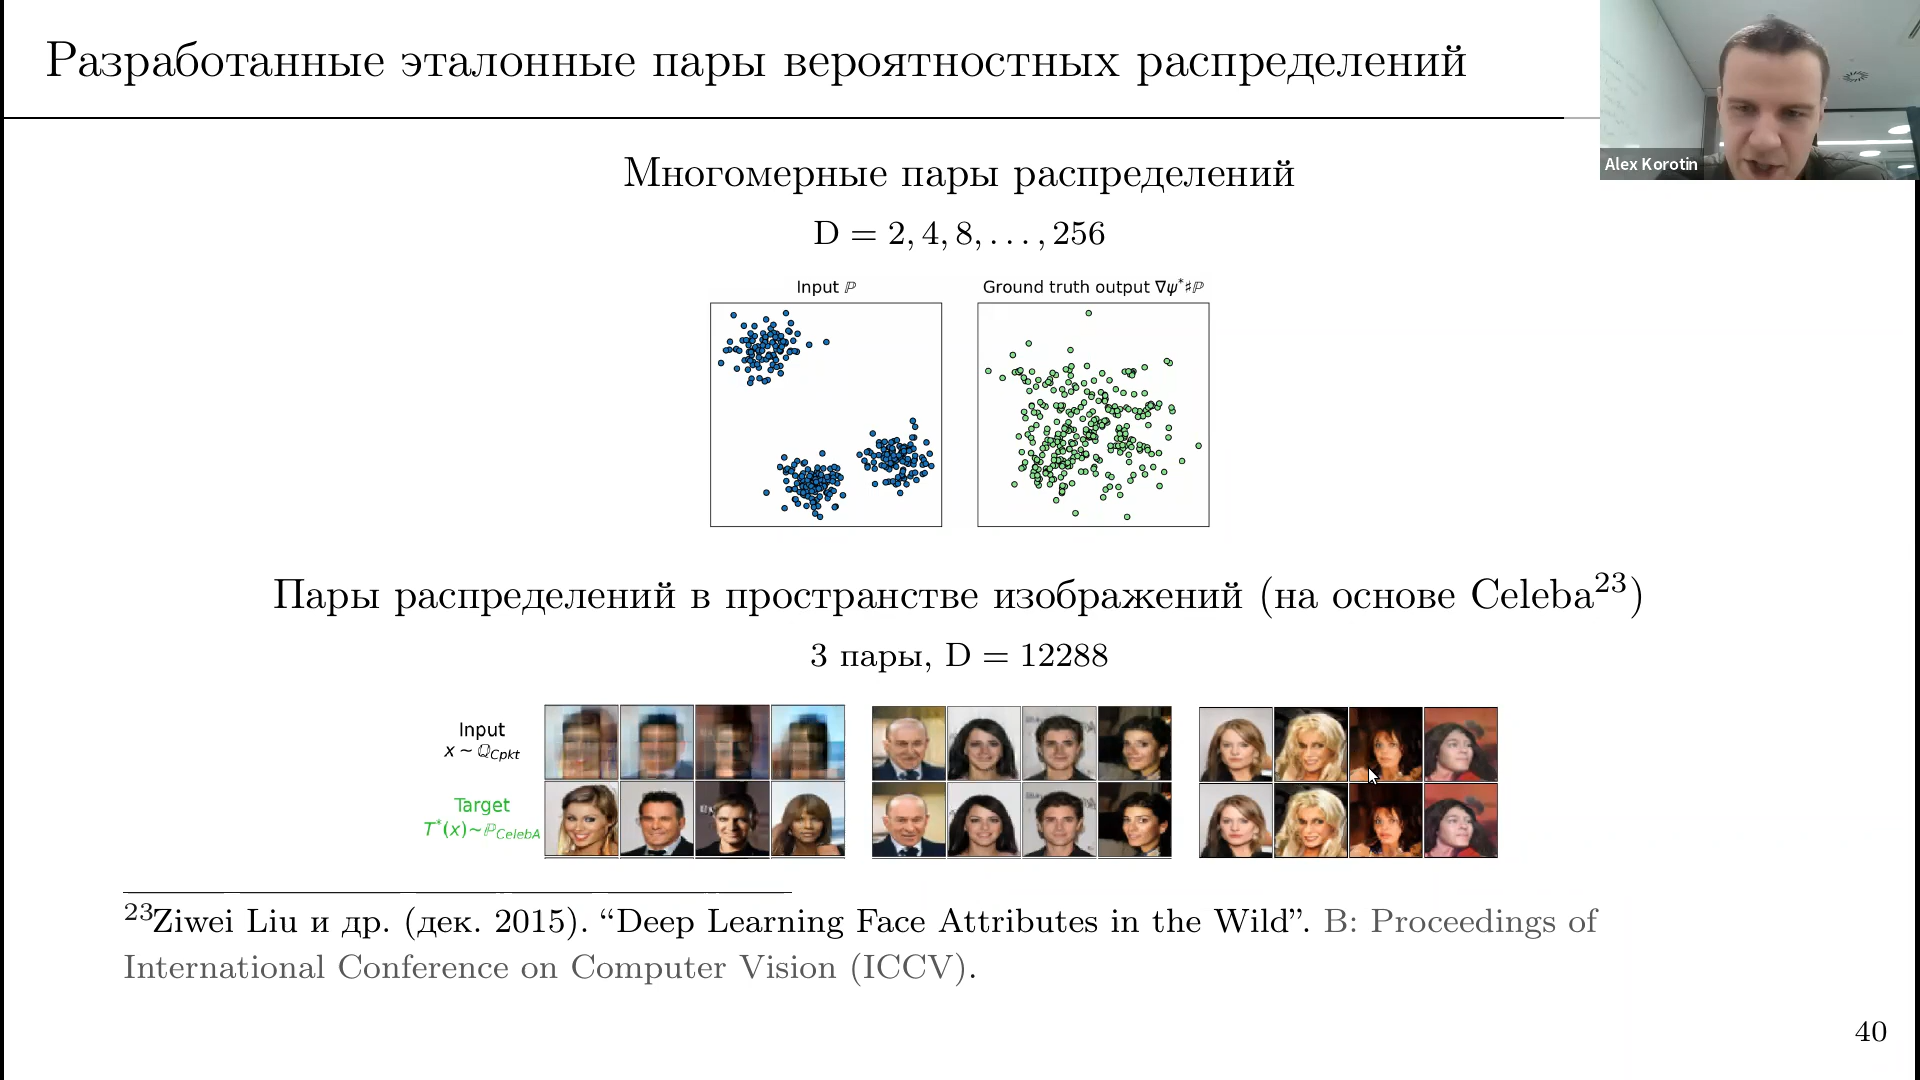 Разработанные эталонные пары вероятностных распределений
Alex Korotin
Многомерные пары распределений
D = 2, 4, 8, . . . , 256
Input ℙ
Ground truth output ∇ψ*♯ℙ
Пары распределений в пространстве изображений (на основе Celeba²³)
3 пары, D = 12288
Input
x ~ ℚ_Cpkt
Target
T*(x)~ℙ_CelebA
²³Ziwei Liu и др. (дек. 2015). “Deep Learning Face Attributes in the Wild”. В: Proceedings of
International Conference on Computer Vision (ICCV).
40